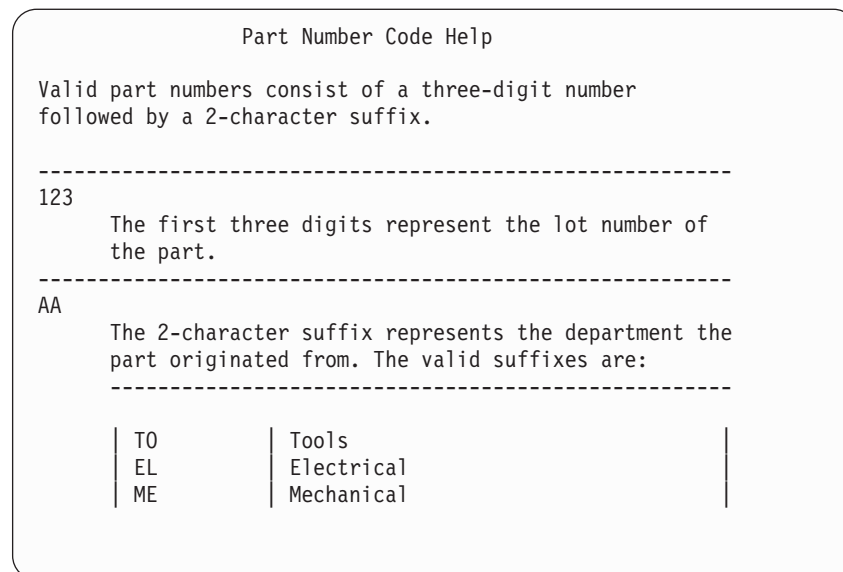 Part Number Code Help
Valid part numbers consist of a three-digit number
followed by a 2-character suffix.
----------------------------------------------------------
123
The first three digits represent the lot number of
the part.
----------------------------------------------------------
AA
The 2-character suffix represents the department the
part originated from. The valid suffixes are:
----------------------------------------------------
| TO | Tools |
| EL | Electrical |
| ME | Mechanical |